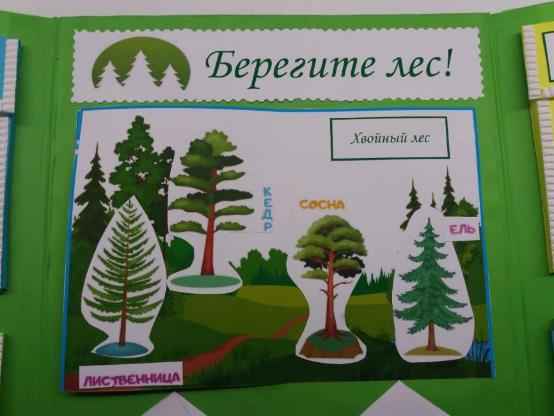 Берегите лес!
Хвойный лес
КЕДР
СОСНА
ЕЛЬ
ЛИСТВЕННИЦА